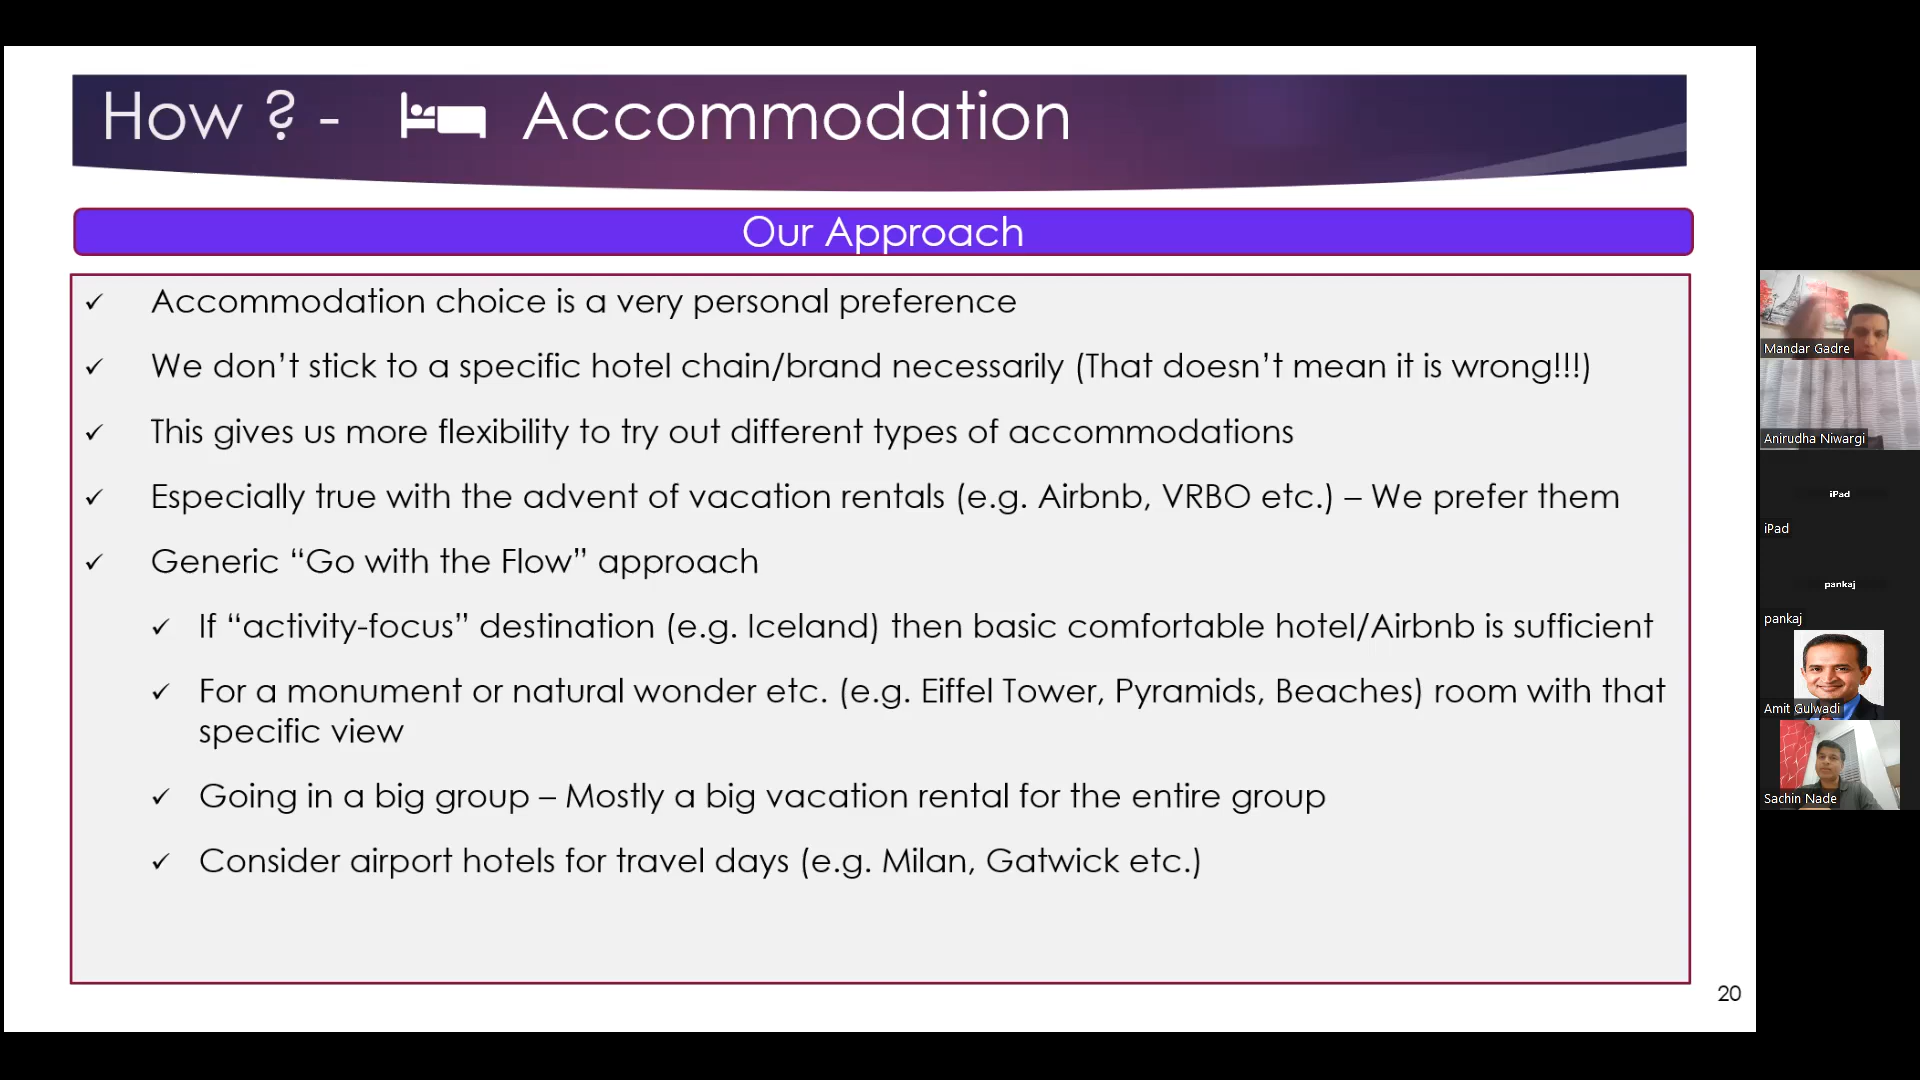 How ? - Accommodation
Our Approach
✓ Accommodation choice is a very personal preference
✓ We don’t stick to a specific hotel chain/brand necessarily (That doesn’t mean it is wrong!!!)
✓ This gives us more flexibility to try out different types of accommodations
✓ Especially true with the advent of vacation rentals (e.g. Airbnb, VRBO etc.) – We prefer them
✓ Generic “Go with the Flow” approach
✓ If “activity-focus” destination (e.g. Iceland) then basic comfortable hotel/Airbnb is sufficient
✓ For a monument or natural wonder etc. (e.g. Eiffel Tower, Pyramids, Beaches) room with that
specific view
✓ Going in a big group – Mostly a big vacation rental for the entire group
✓ Consider airport hotels for travel days (e.g. Milan, Gatwick etc.)
20
Mandar Gadre
Anirudha Niwargi
iPad
iPad
pankaj
pankaj
Amit Gulwadi
Sachin Nade